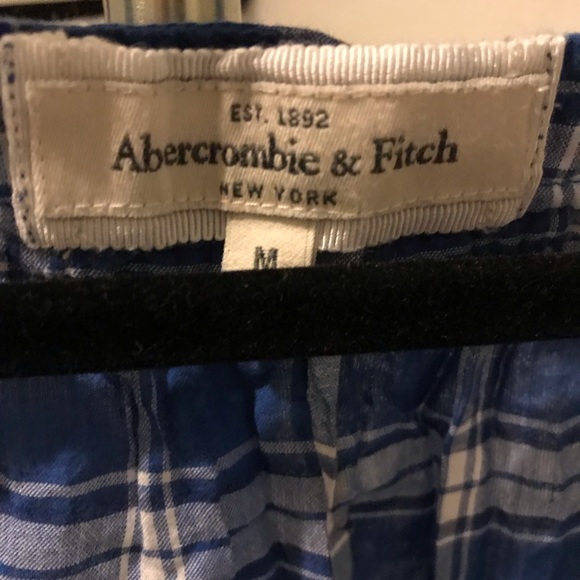 EST. 1892
Abercrombie & Fitch
NEW YORK
M